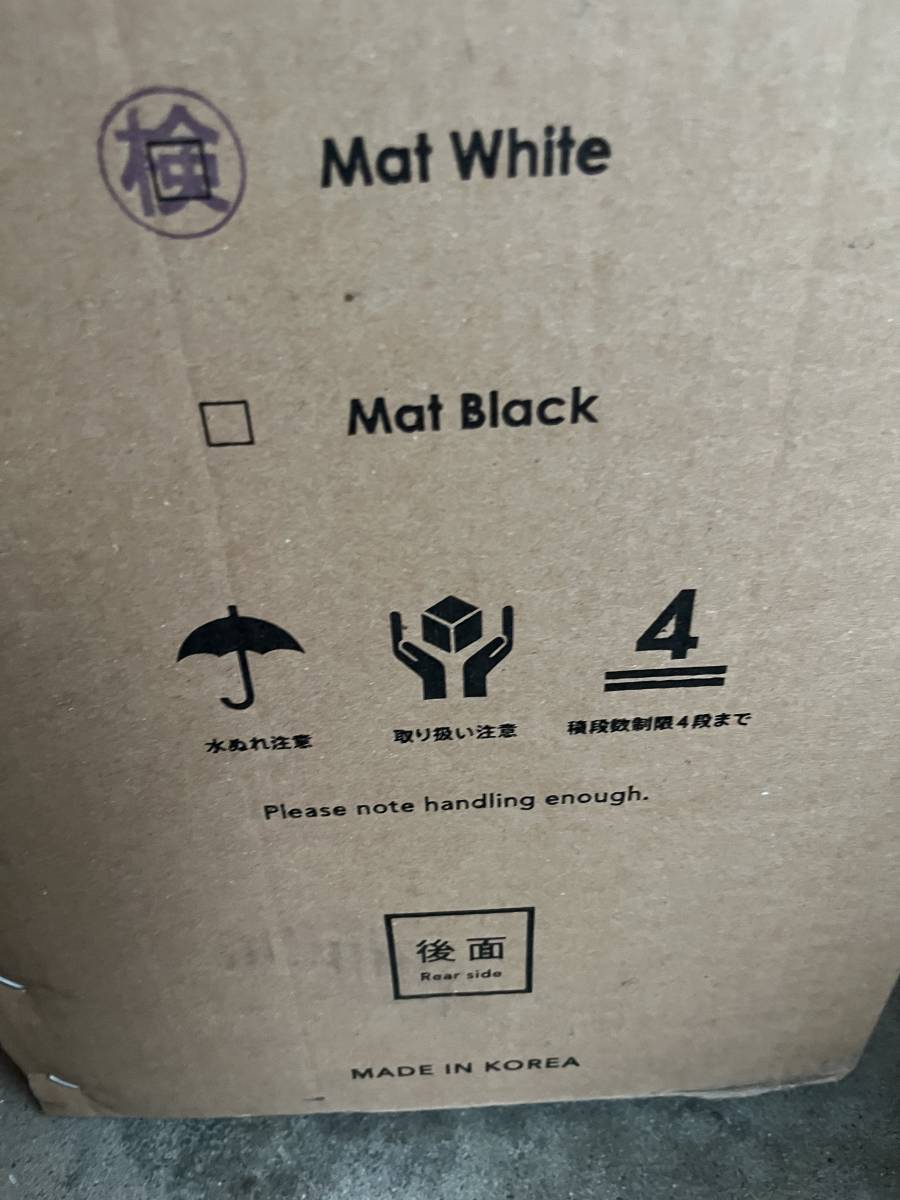 検 Mat White
Mat Black
4
水ぬれ注意 取り扱い注意 積段数制限4段まで
Please note handling enough.
後面
Rear side
MADE IN KOREA